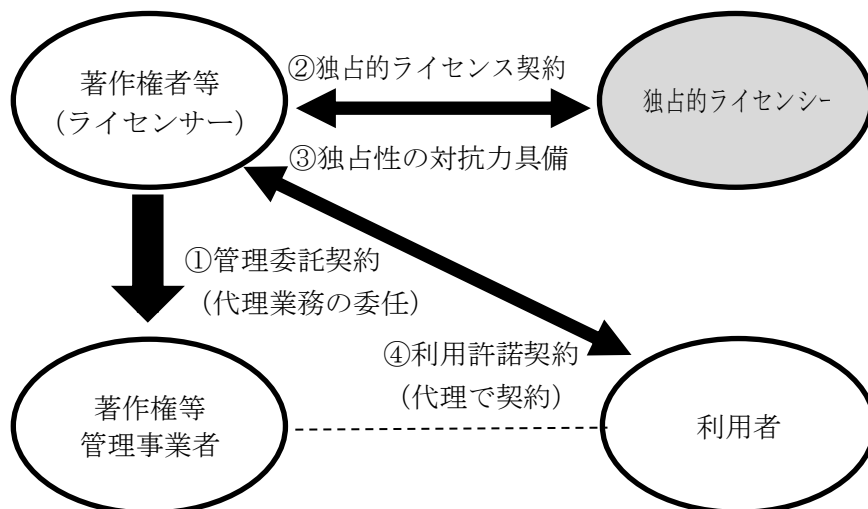 著作権者等
（ライセンサー）
②独占的ライセンス契約
③独占性の対抗力具備
独占的ライセンシー
①管理委託契約
（代理業務の委任）
④利用許諾契約
（代理で契約）
著作権等
管理事業者
利用者